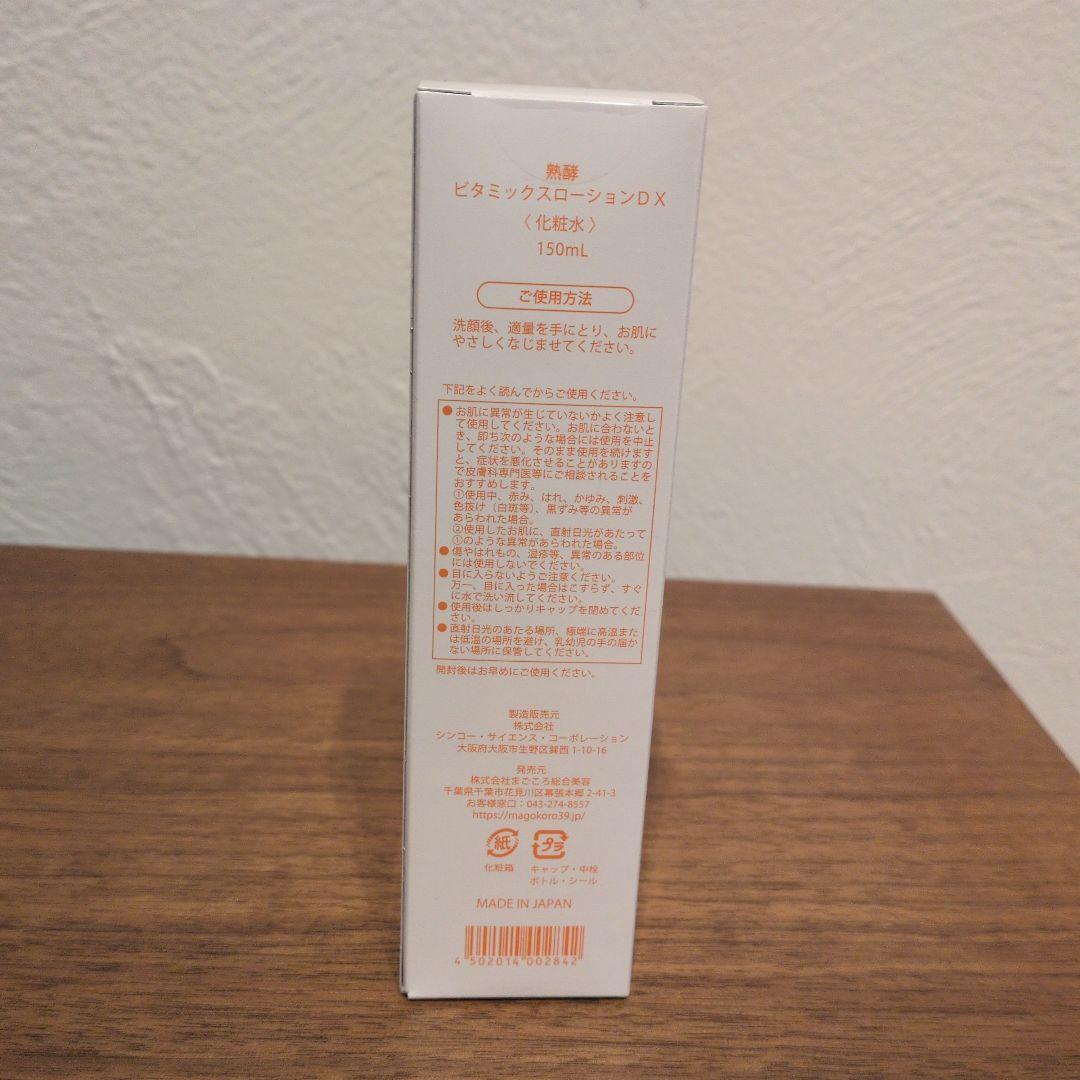 熟酵
ビタミックスローションDX
〈化粧水〉
150mL
ご使用方法
洗顔後、適量を手にとり、お肌に
やさしくなじませてください。
下記をよく読んでからご使用ください。
●お肌に異常が生じていないかよく注意し
て使用してください。お肌に合わないと
き、即ち次のような場合には使用を中止
してください。そのまま使用を続けます
と、症状を悪化させることがありますの
で皮膚科専門医等にご相談されることを
おすすめします。
①使用中、赤み、はれ、かゆみ、刺激、
色抜け（白斑等）、黒ずみ等の異常が
あらわれた場合。
②使用したお肌に、直射日光があたって
①のような異常があらわれた場合。
●傷やはれもの、湿疹等、異常のある部位
には使用しないでください。
●目に入らないようご注意ください。
万一、目に入った場合はこすらず、すぐ
に水で洗い流してください。
●使用後はしっかりキャップを閉めてくだ
さい。
●直射日光のあたる場所、極端に高温また
は低温の場所を避け、乳幼児の手の届か
ない場所に保管してください。
開封後はお早めにご使用ください。
製造販売元
株式会社
シンコー・サイエンス・コーポレーション
大阪府大阪市生野区巽西1-10-16
発売元
株式会社まごころ総合美容
千葉県千葉市花見川区幕張本郷2-41-3
お客様窓口：043-274-8557
https://magokoro39.jp/
紙 プラ
化粧箱 キャップ・中栓
ボトル・シール
MADE IN JAPAN
4 502014 002842